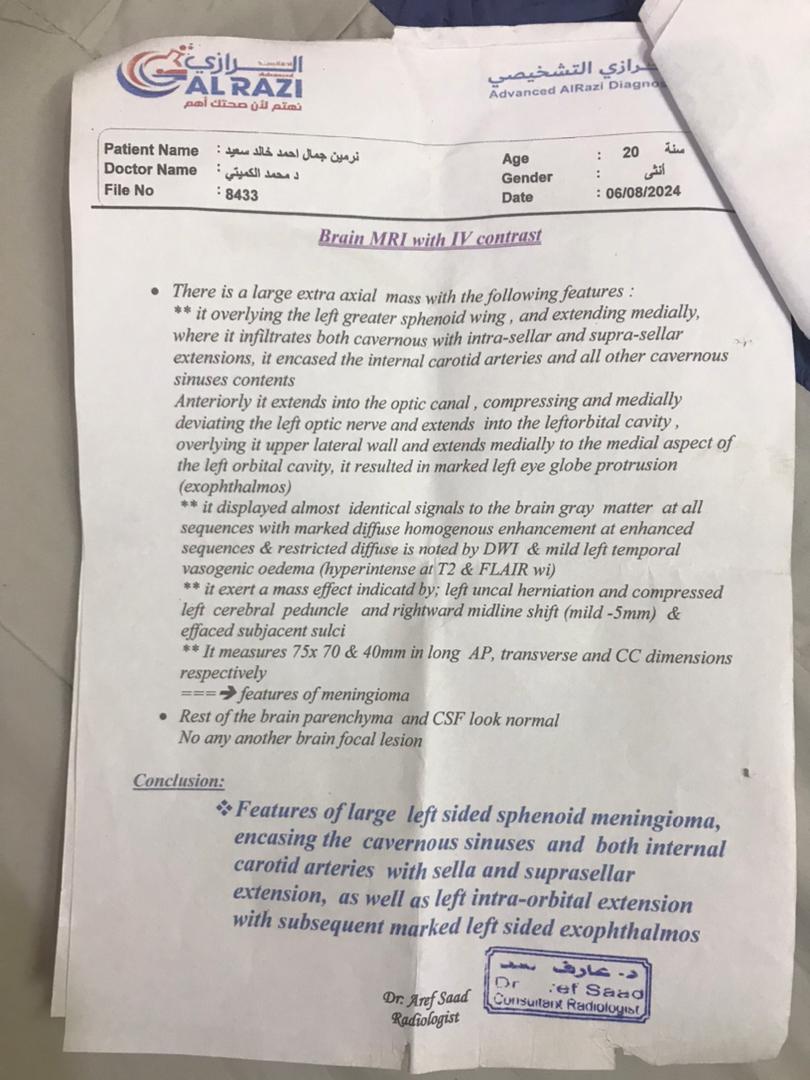 الـــرازي
AL RAZI
نهتم لأن صحتك أهم
ـرازي التشخيصي
Advanced AlRazi Diagno
Patient Name : نرمين جمال احمد خالد سعيد
Doctor Name : د محمد الكميتي
File No : 8433
Age : 20 سنة
Gender : أنثى
Date : 06/08/2024
Brain MRI with IV contrast
• There is a large extra axial mass with the following features :
** it overlying the left greater sphenoid wing , and extending medially,
where it infiltrates both cavernous with intra-sellar and supra-sellar
extensions, it encased the internal carotid arteries and all other cavernous
sinuses contents
Anteriorly it extends into the optic canal , compressing and medially
deviating the left optic nerve and extends into the leftorbital cavity ,
overlying it upper lateral wall and extends medially to the medial aspect of
the left orbital cavity, it resulted in marked left eye globe protrusion
(exophthalmos)
** it displayed almost identical signals to the brain gray matter at all
sequences with marked diffuse homogenous enhancement at enhanced
sequences & restricted diffuse is noted by DWI & mild left temporal
vasogenic oedema (hyperintense at T2 & FLAIR wi)
** it exert a mass effect indicatd by; left uncal herniation and compressed
left cerebral peduncle and rightward midline shift (mild -5mm) &
effaced subjacent sulci
** It measures 75x 70 & 40mm in long AP, transverse and CC dimensions
respectively
===➔ features of meningioma
• Rest of the brain parenchyma and CSF look normal
No any another brain focal lesion
Conclusion:
❖ Features of large left sided sphenoid meningioma,
encasing the cavernous sinuses and both internal
carotid arteries with sella and suprasellar
extension, as well as left intra-orbital extension
with subsequent marked left sided exophthalmos
Dr. Aref Saad
Radiologist
د. عارف سعد
Dr ef Saad
Consultant Radiologist